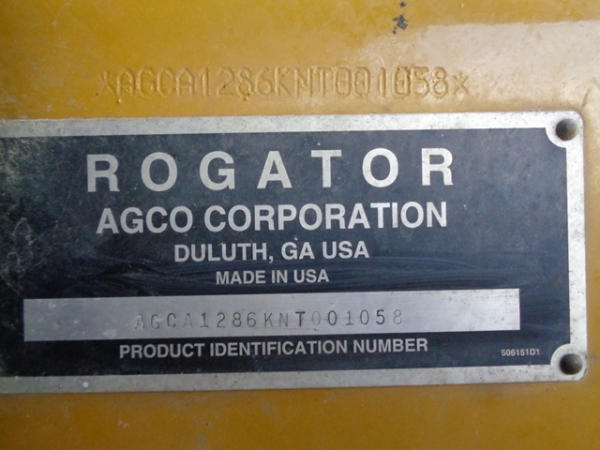 *AGCA1286KNT001058*
ROGATOR
AGCO CORPORATION
DULUTH, GA USA
MADE IN USA
AGCA1286KNT001058
PRODUCT IDENTIFICATION NUMBER
506151D1